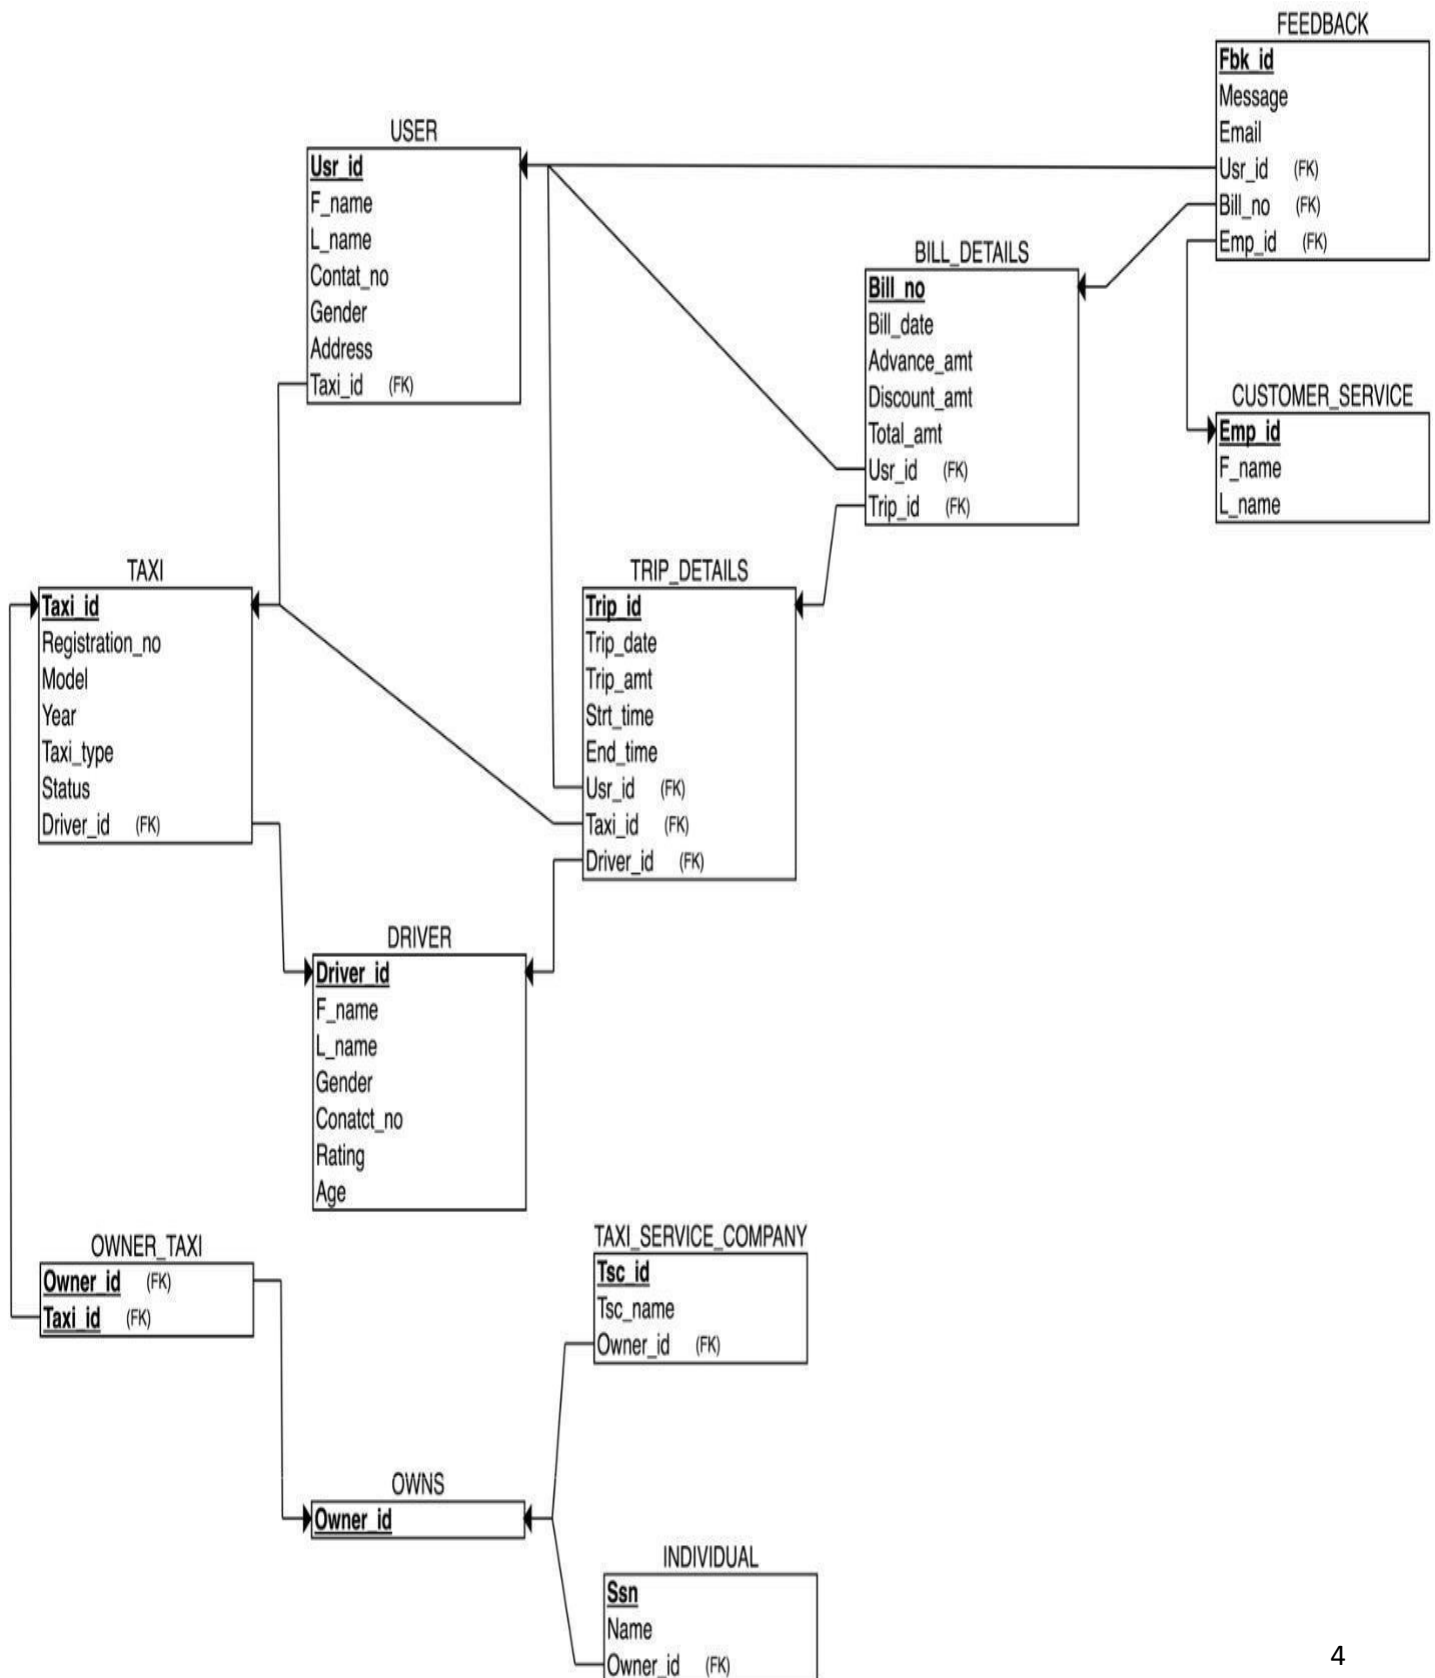 FEEDBACK
Fbk_id
Message
Email
Usr_id (FK)
Bill_no (FK)
Emp_id (FK)
USER
Usr_id
F_name
L_name
Contat_no
Gender
Address
Taxi_id (FK)
BILL_DETAILS
Bill_no
Bill_date
Advance_amt
Discount_amt
Total_amt
Usr_id (FK)
Trip_id (FK)
CUSTOMER_SERVICE
Emp_id
F_name
L_name
TAXI
Taxi_id
Registration_no
Model
Year
Taxi_type
Status
Driver_id (FK)
TRIP_DETAILS
Trip_id
Trip_date
Trip_amt
Strt_time
End_time
Usr_id (FK)
Taxi_id (FK)
Driver_id (FK)
DRIVER
Driver_id
F_name
L_name
Gender
Conatct_no
Rating
Age
OWNER_TAXI
Owner_id (FK)
Taxi_id (FK)
TAXI_SERVICE_COMPANY
Tsc_id
Tsc_name
Owner_id (FK)
OWNS
Owner_id
INDIVIDUAL
Ssn
Name
Owner_id (FK)
4